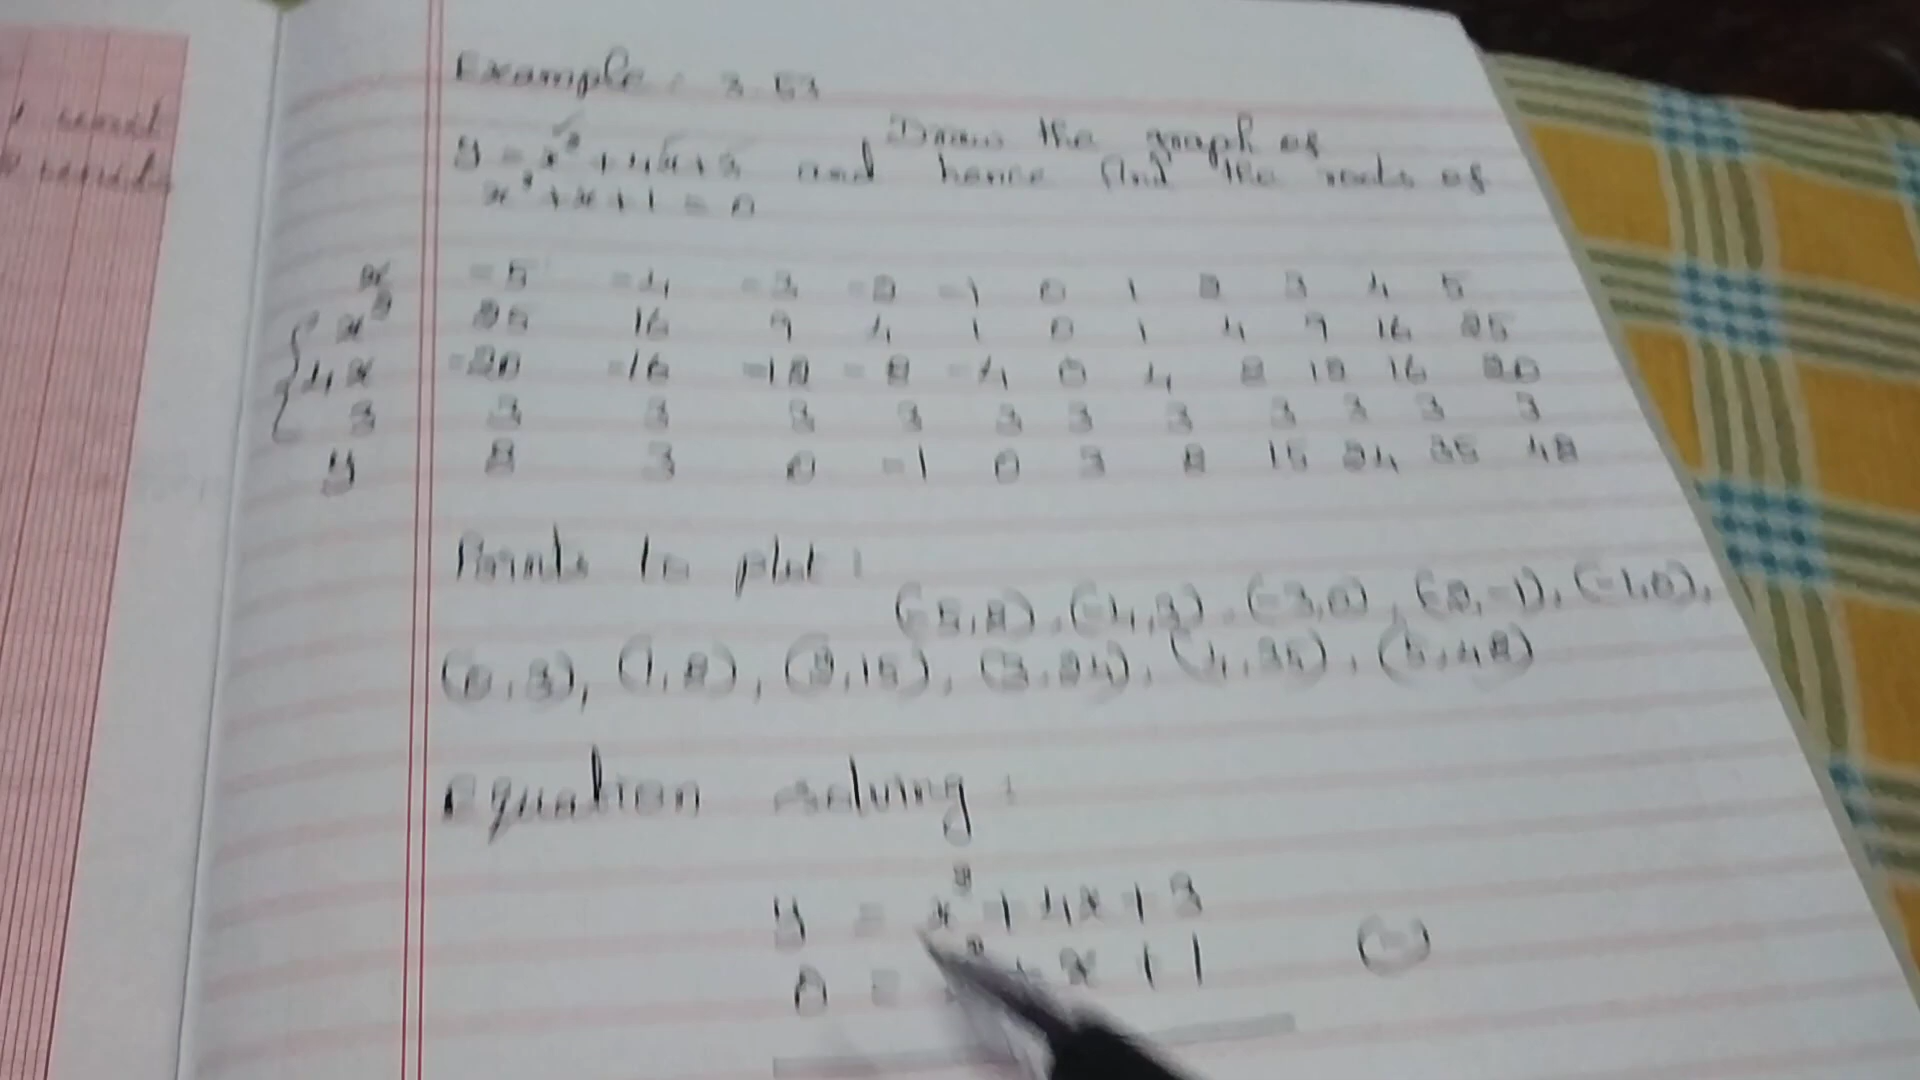 Example : 3.53
Draw the graph of
y = x² + 4x + 3 and hence find the roots of
x² + x + 1 = 0
x -5 -4 -3 -2 -1 0 1 2 3 4 5
x² 25 16 9 4 1 0 1 4 9 16 25
4x -20 -16 -12 -8 -4 0 4 8 12 16 20
3 3 3 3 3 3 3 3 3 3 3 3
y 8 3 0 -1 0 3 8 15 24 35 48
Points to plot :
(-5,8), (-4,3), (-3,0), (-2,-1), (-1,0),
(0,3), (1,8), (2,15), (3,24), (4,35), (5,48)
Equation solving :
y = x² + 4x + 3
0 = x² + x + 1 (-)